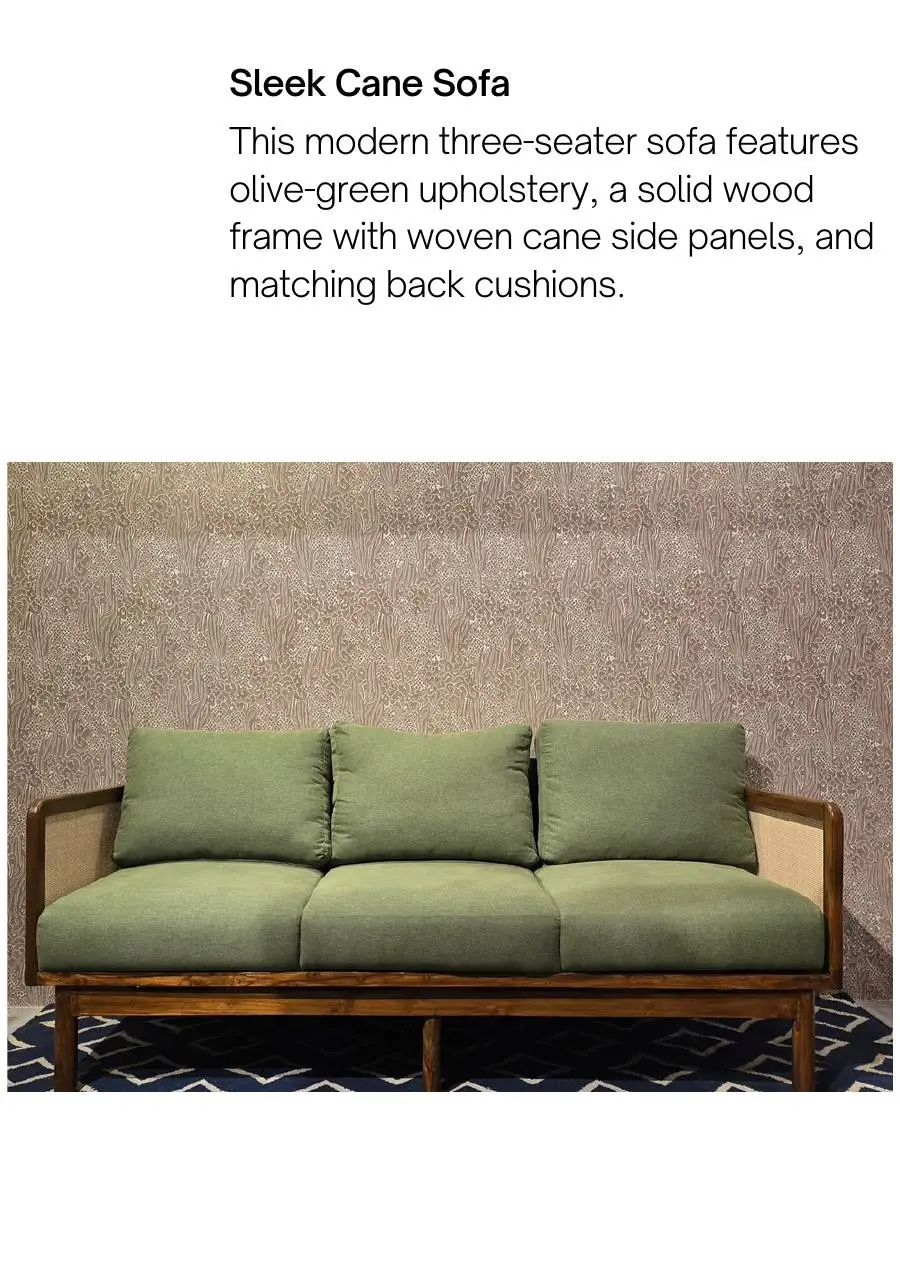 Sleek Cane Sofa
This modern three-seater sofa features
olive-green upholstery, a solid wood
frame with woven cane side panels, and
matching back cushions.